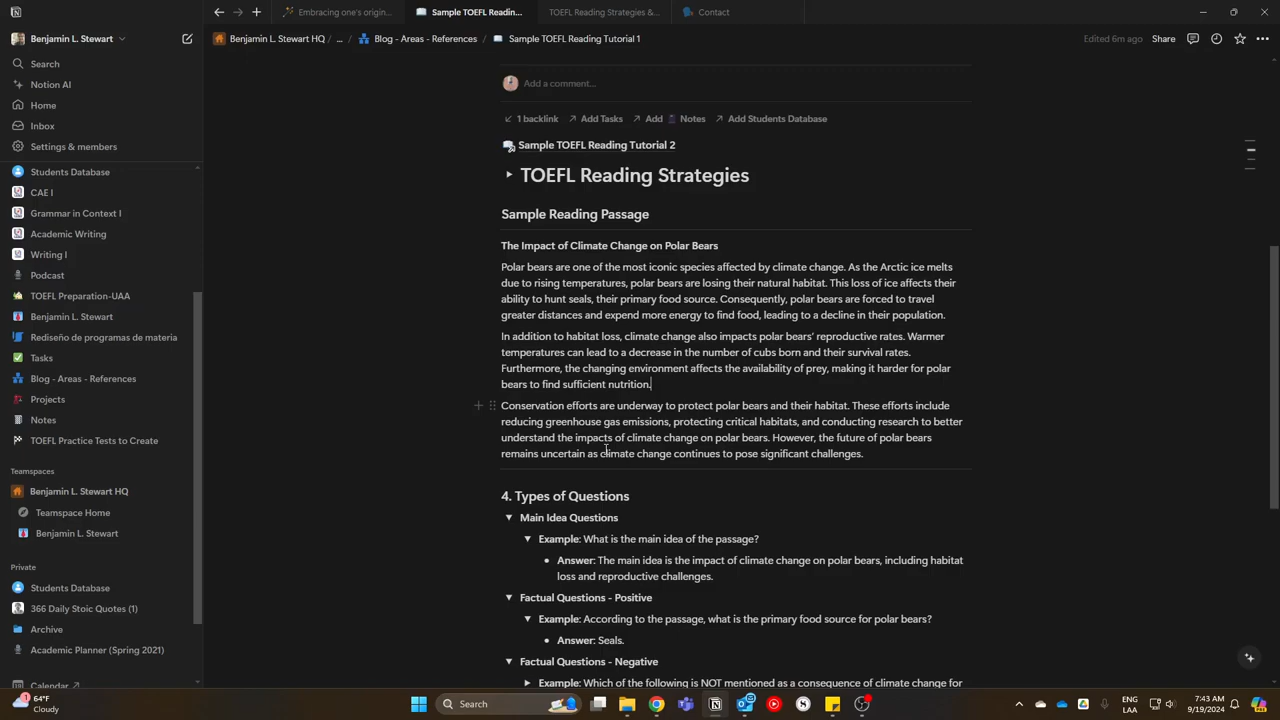 Embracing one's origin...
Sample TOEFL Readin...
TOEFL Reading Strategies &...
Contact
Benjamin L. Stewart
Benjamin L. Stewart HQ / ... / Blog - Areas - References / Sample TOEFL Reading Tutorial 1
Edited 6m ago
Share
Search
Notion AI
Home
Inbox
Settings & members
Students Database
CAE I
Grammar in Context I
Academic Writing
Writing I
Podcast
TOEFL Preparation-UAA
Benjamin L. Stewart
Rediseño de programas de materia
Tasks
Blog - Areas - References
Projects
Notes
TOEFL Practice Tests to Create
Teamspaces
Benjamin L. Stewart HQ
Teamspace Home
Benjamin L. Stewart
Private
Students Database
366 Daily Stoic Quotes (1)
Archive
Academic Planner (Spring 2021)
Calendar
Add a comment...
1 backlink
Add Tasks
Add Notes
Add Students Database
Sample TOEFL Reading Tutorial 2
TOEFL Reading Strategies
Sample Reading Passage
The Impact of Climate Change on Polar Bears
Polar bears are one of the most iconic species affected by climate change. As the Arctic ice melts
due to rising temperatures, polar bears are losing their natural habitat. This loss of ice affects their
ability to hunt seals, their primary food source. Consequently, polar bears are forced to travel
greater distances and expend more energy to find food, leading to a decline in their population.
In addition to habitat loss, climate change also impacts polar bears' reproductive rates. Warmer
temperatures can lead to a decrease in the number of cubs born and their survival rates.
Furthermore, the changing environment affects the availability of prey, making it harder for polar
bears to find sufficient nutrition.
Conservation efforts are underway to protect polar bears and their habitat. These efforts include
reducing greenhouse gas emissions, protecting critical habitats, and conducting research to better
understand the impacts of climate change on polar bears. However, the future of polar bears
remains uncertain as climate change continues to pose significant challenges.
4. Types of Questions
Main Idea Questions
Example: What is the main idea of the passage?
Answer: The main idea is the impact of climate change on polar bears, including habitat
loss and reproductive challenges.
Factual Questions - Positive
Example: According to the passage, what is the primary food source for polar bears?
Answer: Seals.
Factual Questions - Negative
Example: Which of the following is NOT mentioned as a consequence of climate change for
64°F
Cloudy
Search
ENG
LAA
7:43 AM
9/19/2024